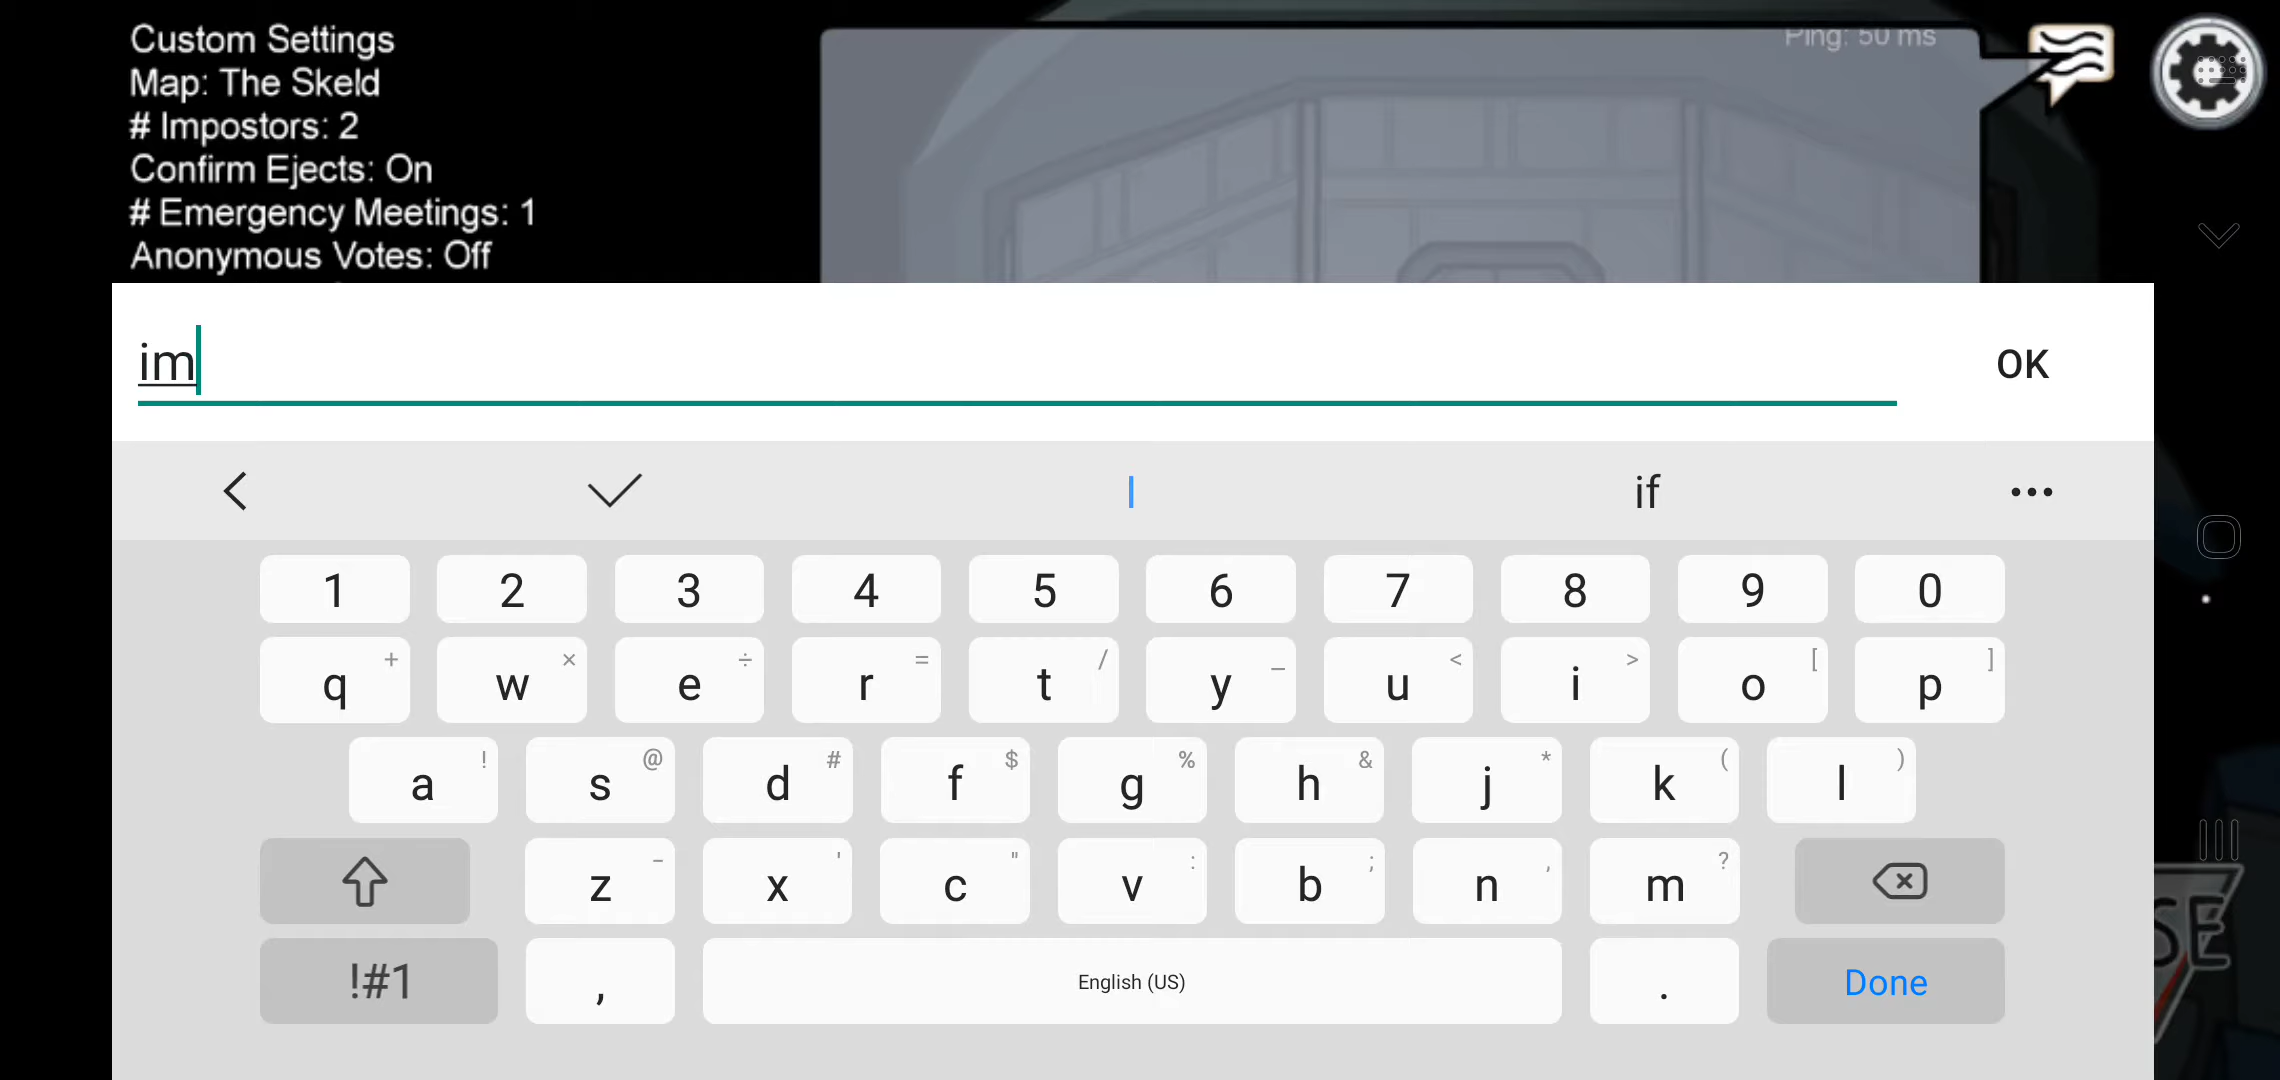 Custom Settings
Map: The Skeld
# Impostors: 2
Confirm Ejects: On
# Emergency Meetings: 1
Anonymous Votes: Off
Ping: 50 ms
im
OK
I if
1 2 3 4 5 6 7 8 9 0
q + w × e ÷ r = t / y _ u < i > o [ p ]
a ! s @ d # f $ g % h & j * k ( l )
z - x ' c " v : b ; n , m ?
!#1 , English (US) . Done
SE